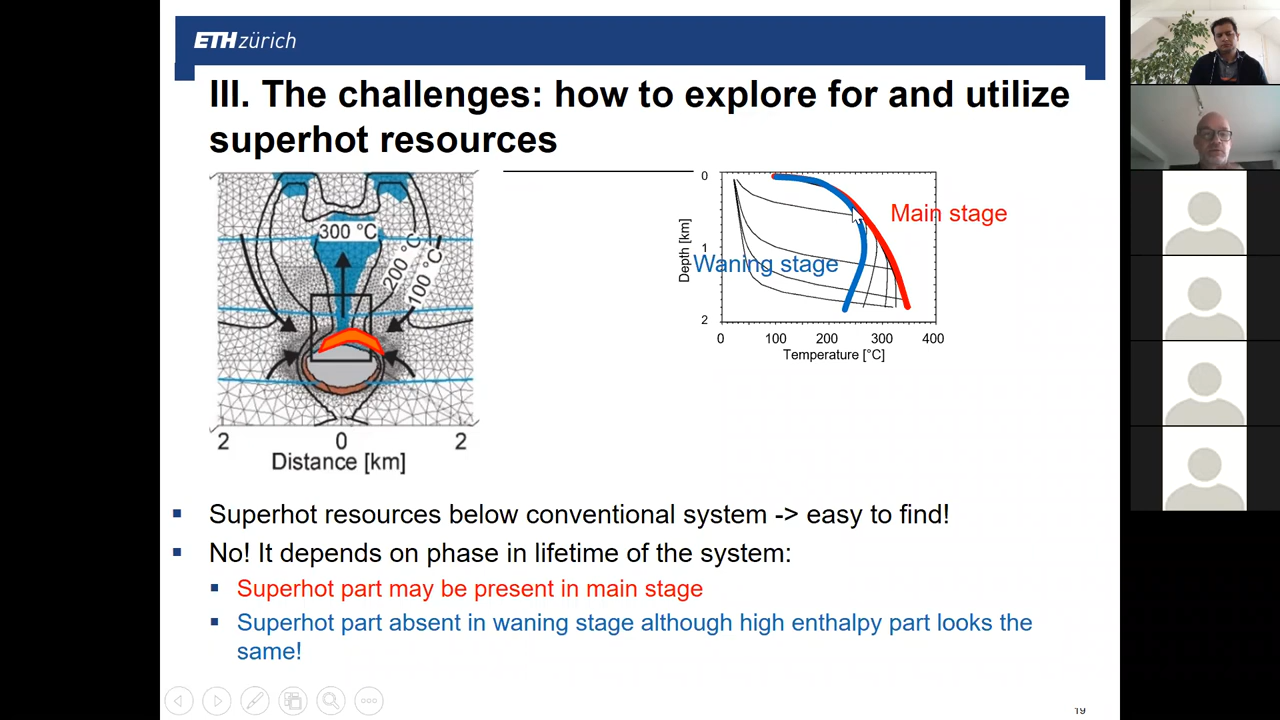 ETH zürich
III. The challenges: how to explore for and utilize
superhot resources
300 °C
200 °C
100 °C
2 0 2
Distance [km]
0
1
2
Depth [km]
Main stage
Waning stage
0 100 200 300 400
Temperature [°C]
Superhot resources below conventional system -> easy to find!
No! It depends on phase in lifetime of the system:
Superhot part may be present in main stage
Superhot part absent in waning stage although high enthalpy part looks the
same!
19